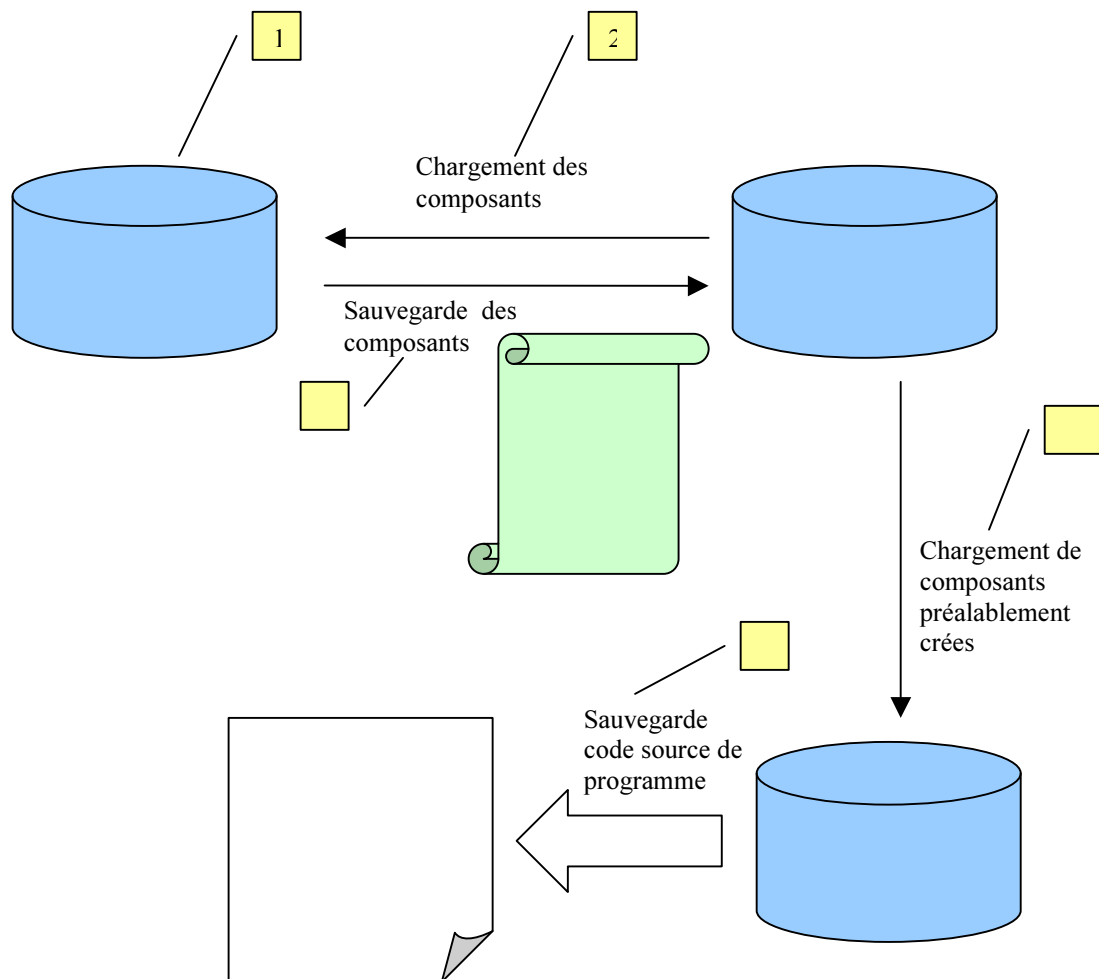 1
2
Chargement des
composants
Sauvegarde des
composants
Chargement de
composants
préalablement
crées
Sauvegarde
code source de
programme